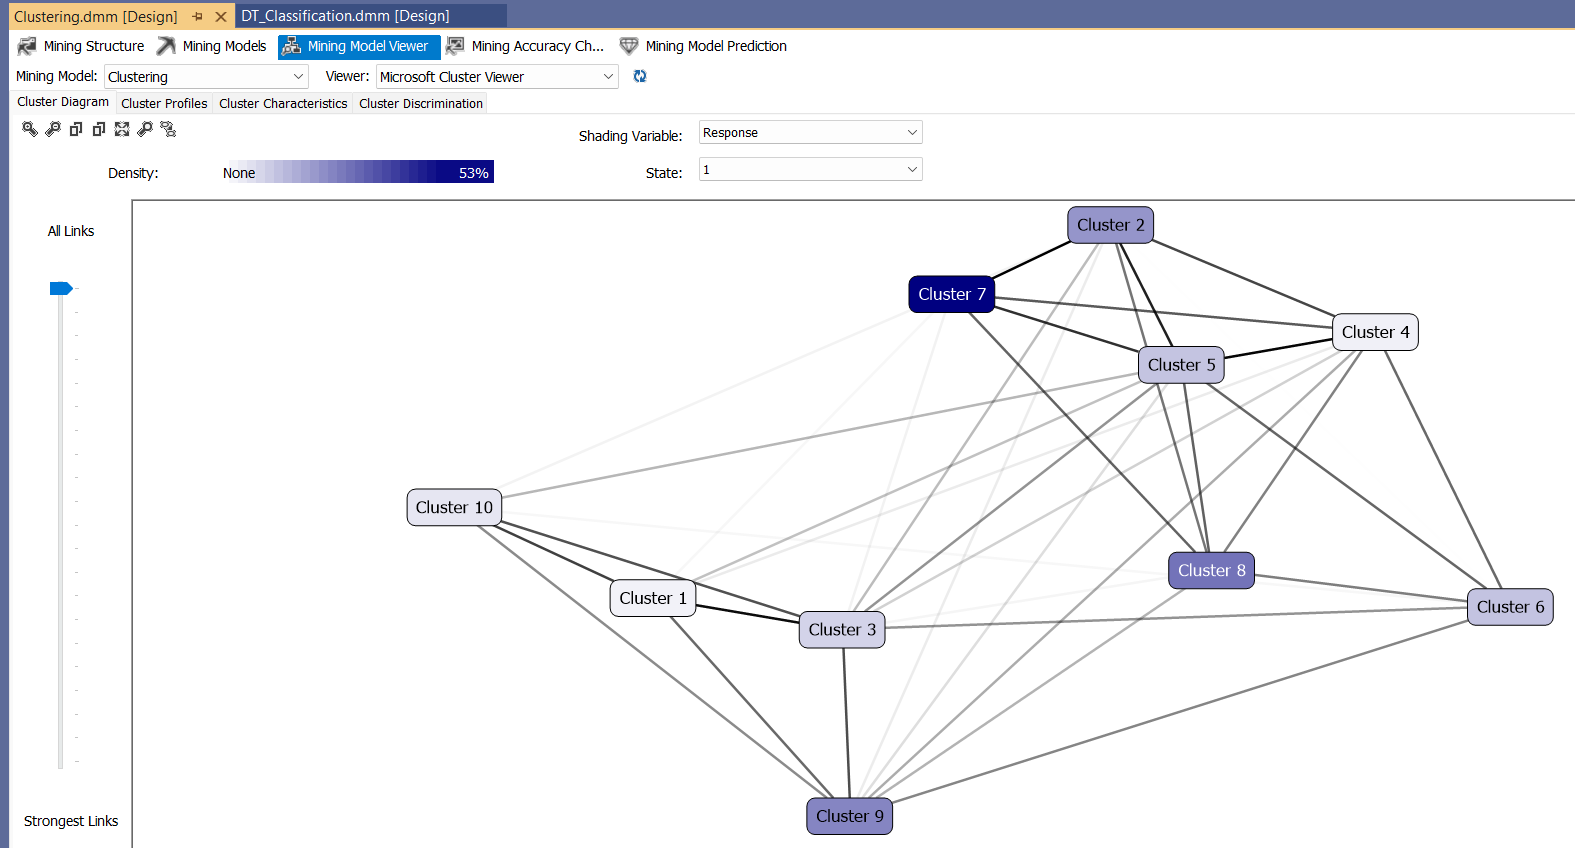 Clustering.dmm [Design]
DT_Classification.dmm [Design]
Mining Structure
Mining Models
Mining Model Viewer
Mining Accuracy Ch...
Mining Model Prediction
Mining Model:
Clustering
Viewer:
Microsoft Cluster Viewer
Cluster Diagram
Cluster Profiles
Cluster Characteristics
Cluster Discrimination
Shading Variable:
Response
Density:
None
53%
State:
1
All Links
Cluster 2
Cluster 7
Cluster 4
Cluster 5
Cluster 10
Cluster 8
Cluster 1
Cluster 6
Cluster 3
Cluster 9
Strongest Links